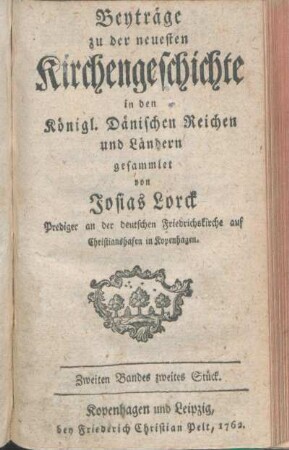 Beyträge
zu der neuesten
Kirchengeschichte
in den
Königl. Dänischen Reichen
und Ländern
gesammlet
von
Josias Lorck
Prediger an der deutschen Friedrichskirche auf
Christianshafen in Kopenhagen.
Zweiten Bandes zweites Stück.
Kopenhagen und Leipzig,
bey Friederich Christian Pelt, 1762.